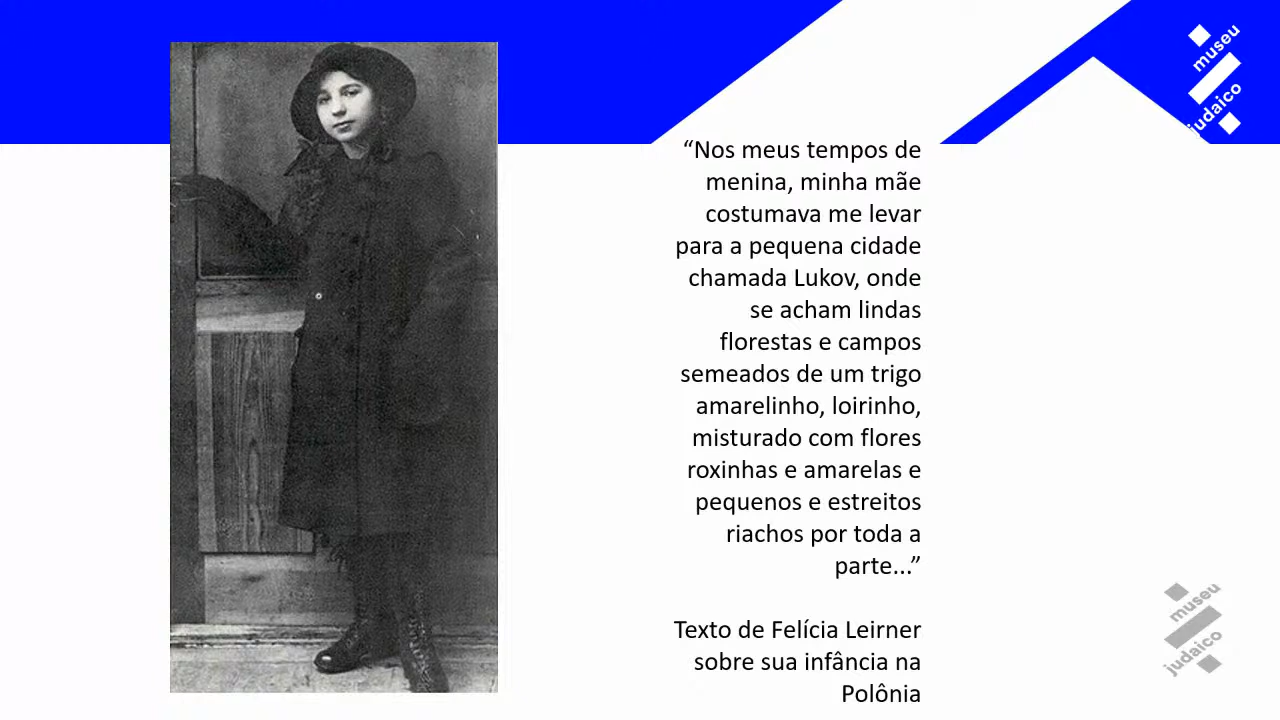 museu
judaico
“Nos meus tempos de
menina, minha mãe
costumava me levar
para a pequena cidade
chamada Lukov, onde
se acham lindas
florestas e campos
semeados de um trigo
amarelinho, loirinho,
misturado com flores
roxinhas e amarelas e
pequenos e estreitos
riachos por toda a
parte...”
Texto de Felícia Leirner
sobre sua infância na
Polônia
museu
judaico